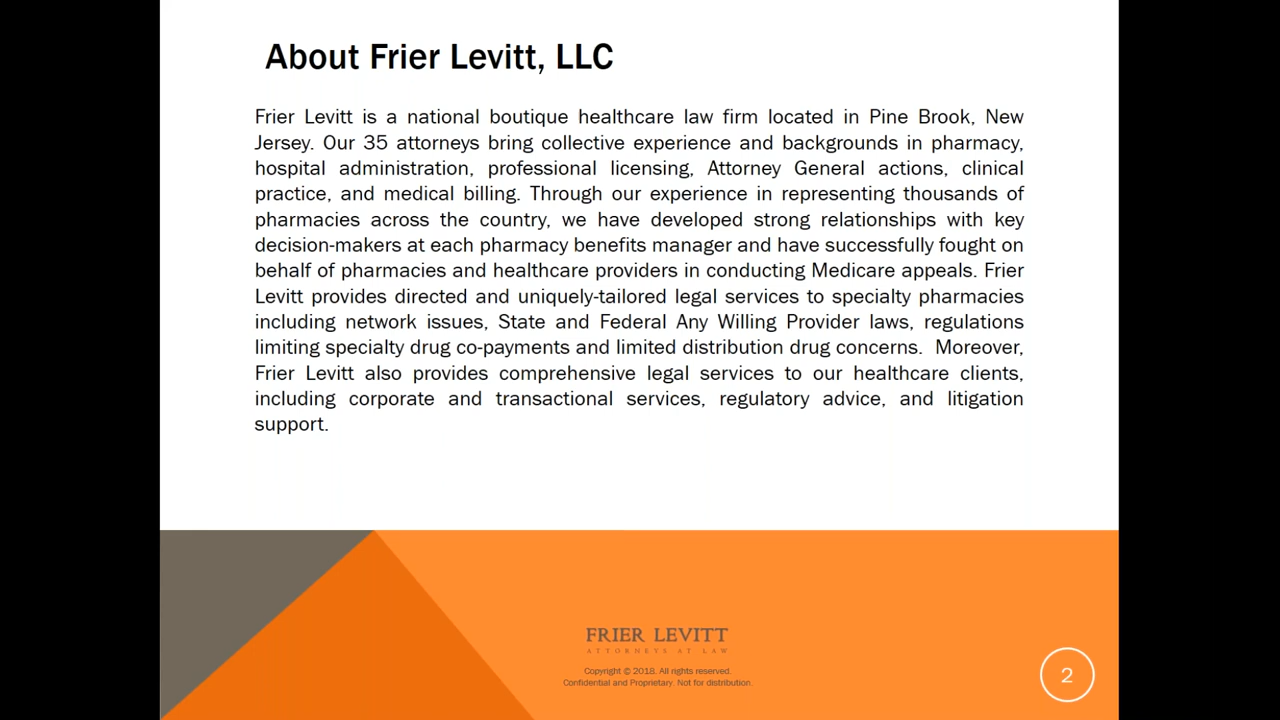 About Frier Levitt, LLC
Frier Levitt is a national boutique healthcare law firm located in Pine Brook, New
Jersey. Our 35 attorneys bring collective experience and backgrounds in pharmacy,
hospital administration, professional licensing, Attorney General actions, clinical
practice, and medical billing. Through our experience in representing thousands of
pharmacies across the country, we have developed strong relationships with key
decision-makers at each pharmacy benefits manager and have successfully fought on
behalf of pharmacies and healthcare providers in conducting Medicare appeals. Frier
Levitt provides directed and uniquely-tailored legal services to specialty pharmacies
including network issues, State and Federal Any Willing Provider laws, regulations
limiting specialty drug co-payments and limited distribution drug concerns. Moreover,
Frier Levitt also provides comprehensive legal services to our healthcare clients,
including corporate and transactional services, regulatory advice, and litigation
support.
FRIER LEVITT
ATTORNEYS AT LAW
Copyright © 2018. All rights reserved.
Confidential and Proprietary. Not for distribution.
2